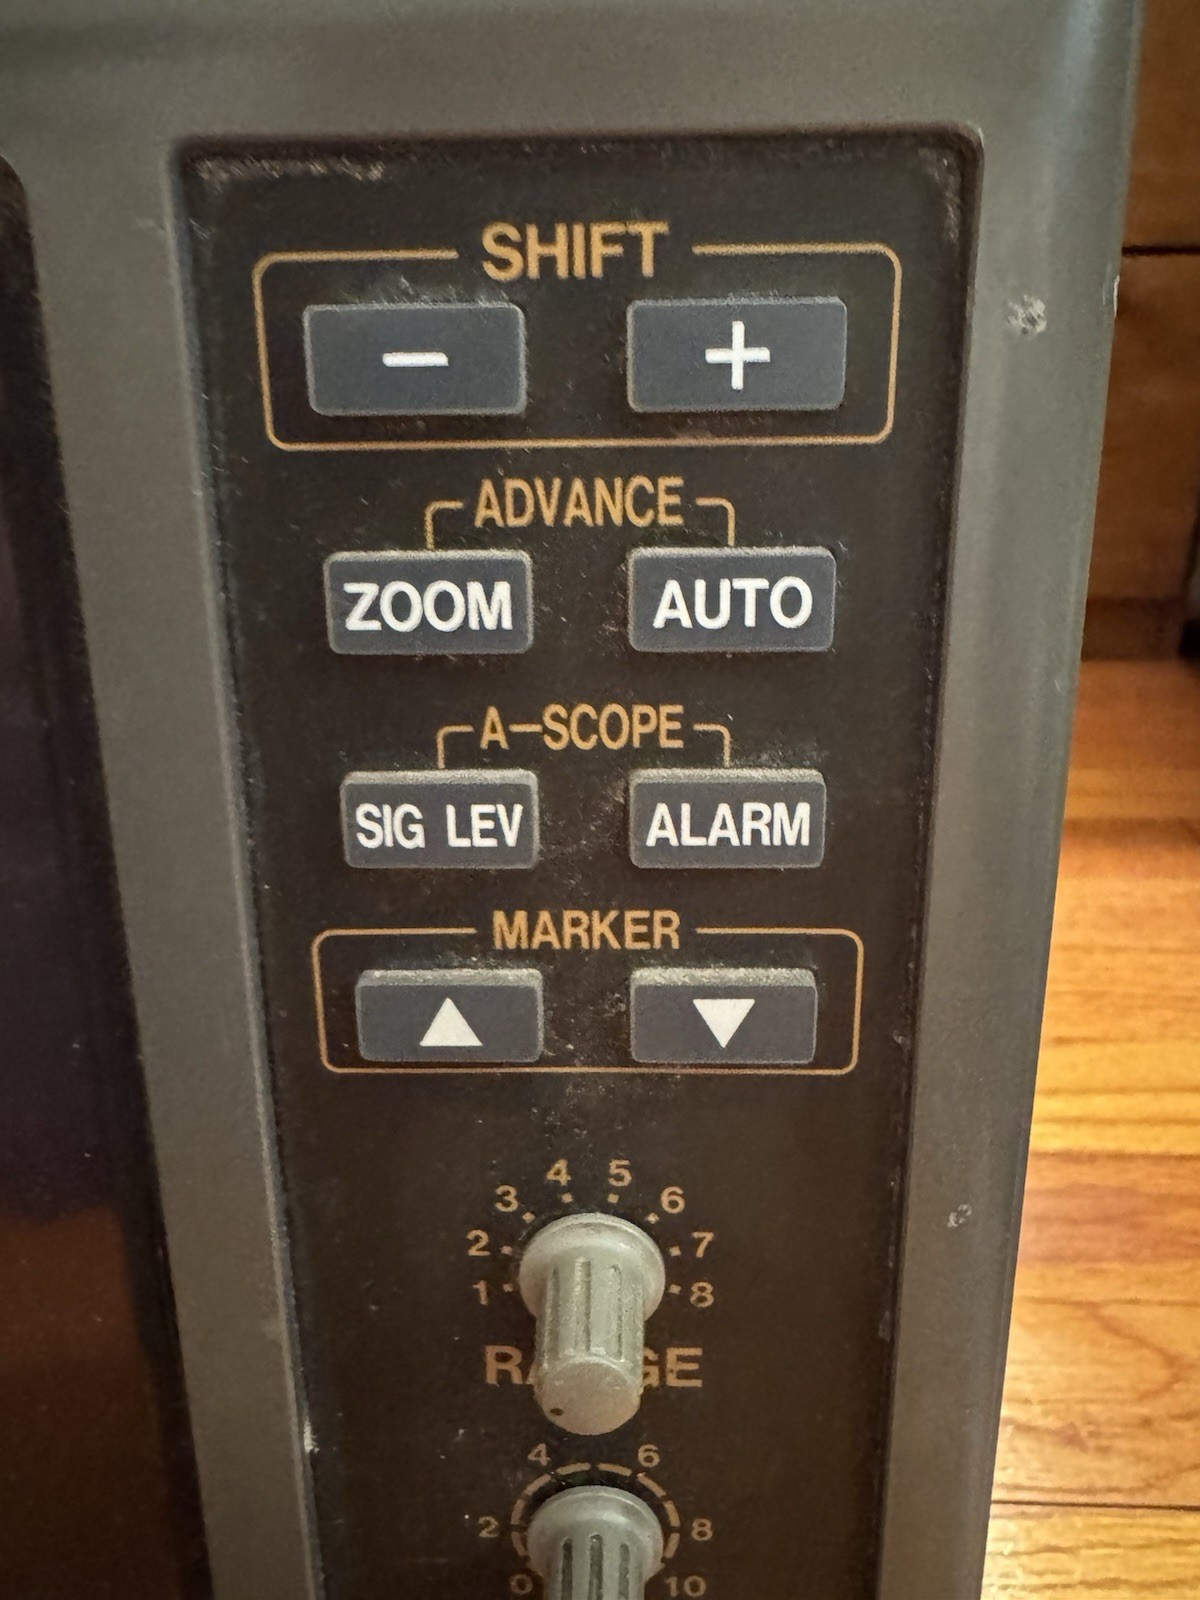 SHIFT
− +
ADVANCE
ZOOM AUTO
A-SCOPE
SIG LEV ALARM
MARKER
▲ ▼
4 5
3 6
2 7
1 8
4 6
2 8
0 10